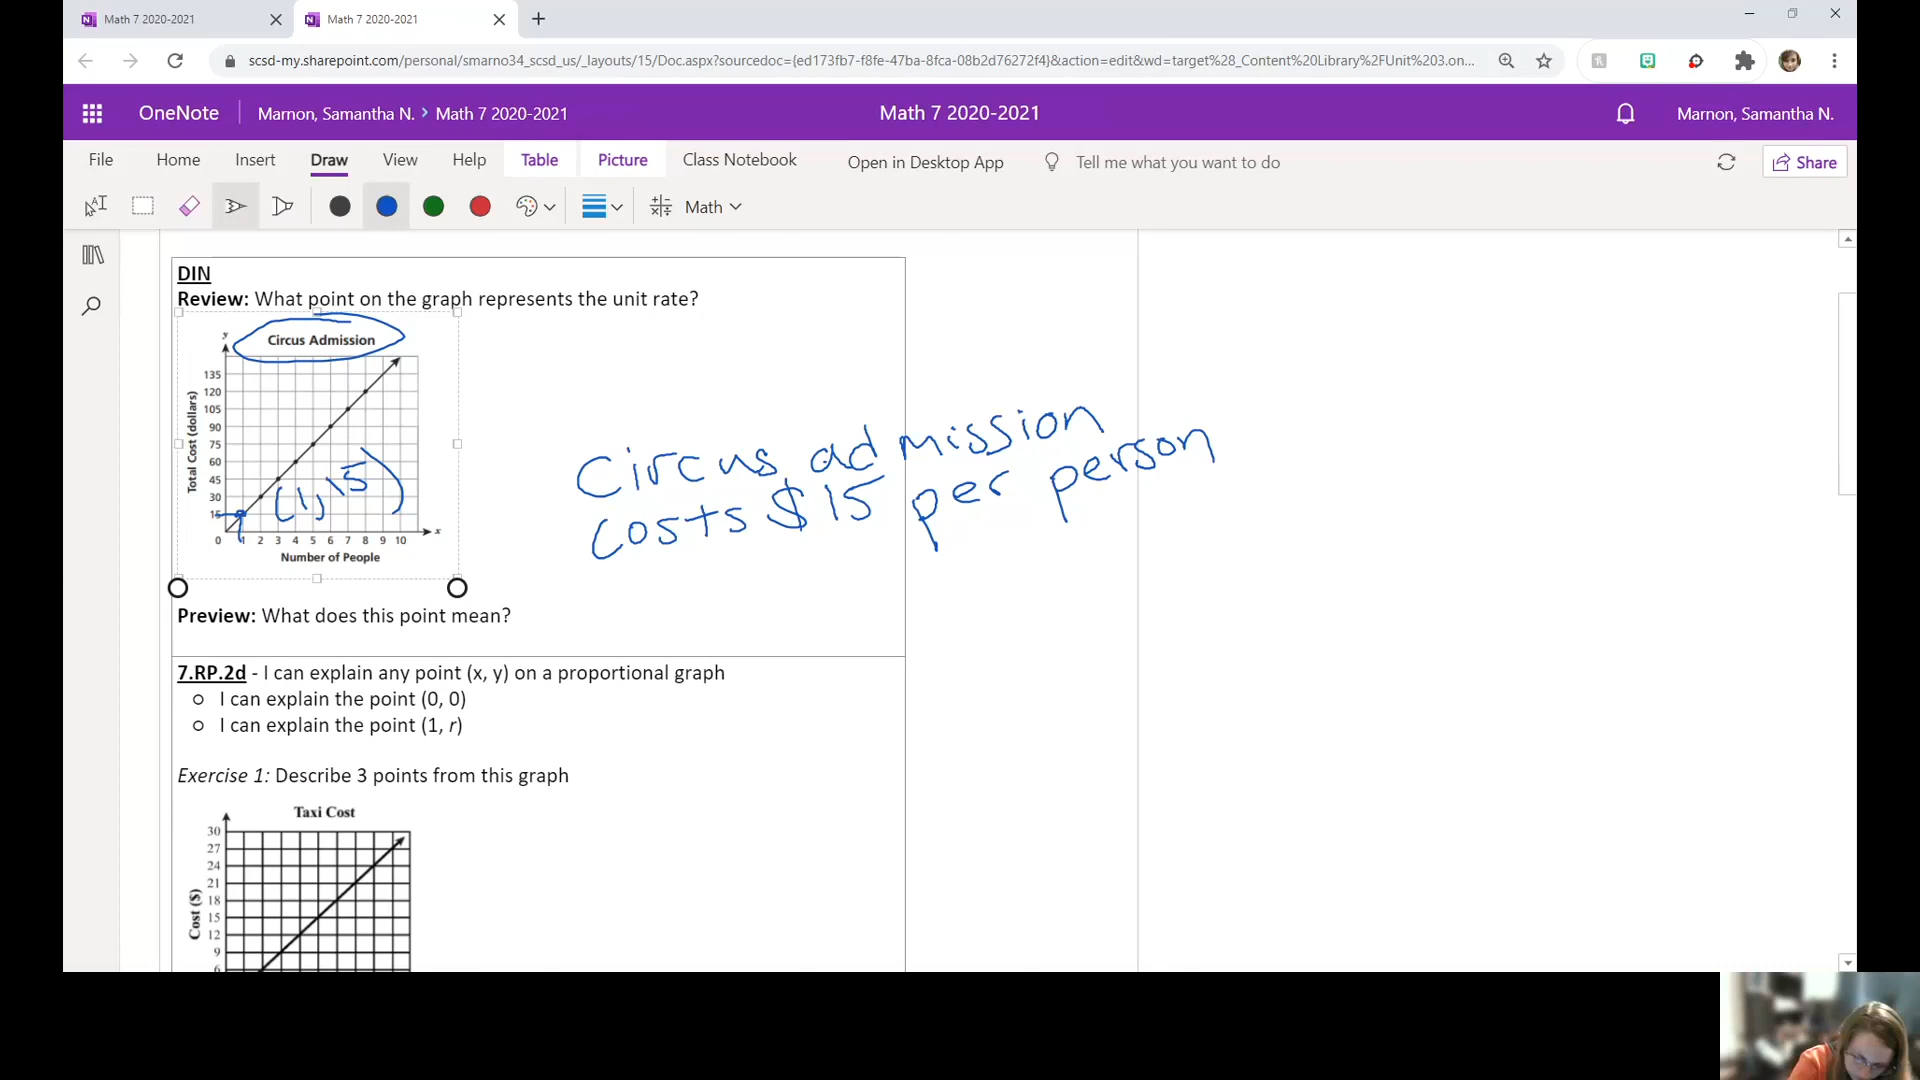 Math 7 2020-2021
Math 7 2020-2021
scsd-my.sharepoint.com/personal/smarno34_scsd_us/_layouts/15/Doc.aspx?sourcedoc={ed173fb7-f8fe-47ba-8fca-08b2d76272f4}&action=edit&wd=target%28_Content%20Library%2FUnit%203.on...
OneNote Marnon, Samantha N. › Math 7 2020-2021 Math 7 2020-2021 Marnon, Samantha N.
File Home Insert Draw View Help Table Picture Class Notebook Open in Desktop App Tell me what you want to do Share
Math
DIN
Review: What point on the graph represents the unit rate?
Circus Admission
y
135
120
105
90
75
60
45
30
15
Total Cost (dollars)
(1, 15)
0 1 2 3 4 5 6 7 8 9 10 x
Number of People
Circus admission
costs $15 per person
Preview: What does this point mean?
7.RP.2d - I can explain any point (x, y) on a proportional graph
o I can explain the point (0, 0)
o I can explain the point (1, r)
Exercise 1: Describe 3 points from this graph
Taxi Cost
30
27
24
21
18
15
12
9
6
Cost ($)